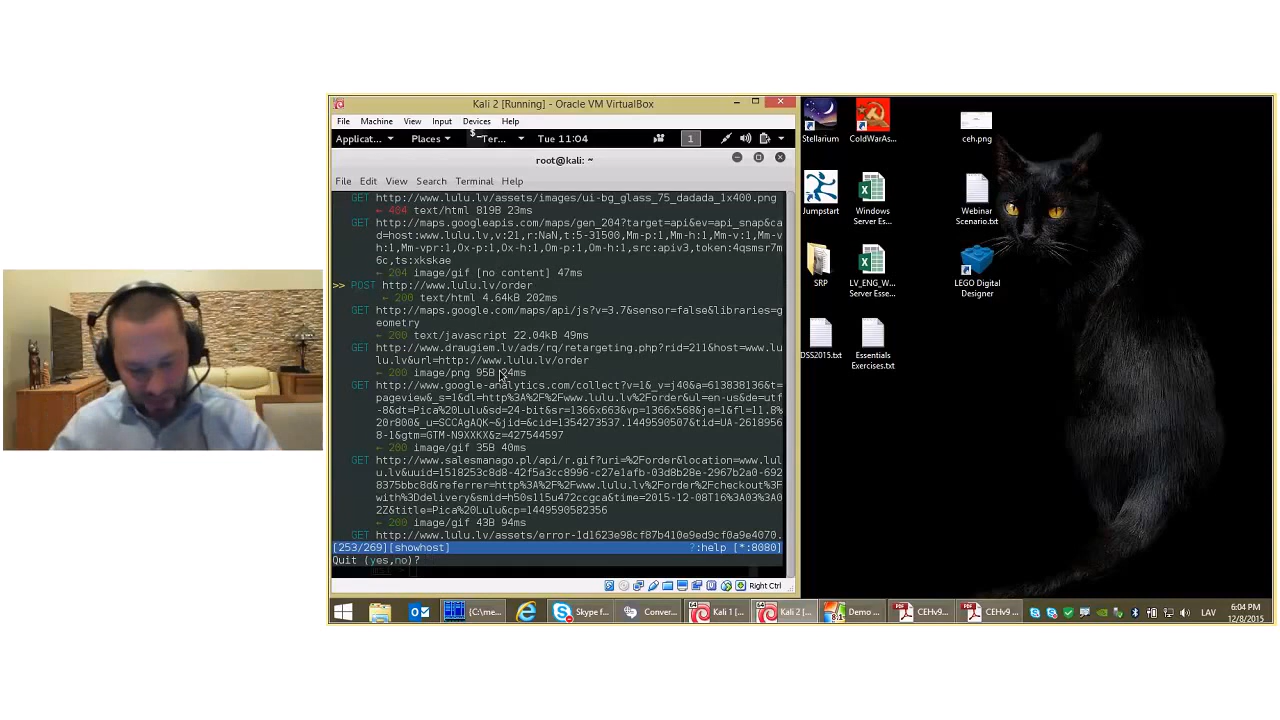 Kali 2 [Running] - Oracle VM VirtualBox
File Machine View Input Devices Help
Applicat... Places Ter... Tue 11:04 1
root@kali: ~
File Edit View Search Terminal Help
GET http://www.lulu.lv/assets/images/ui-bg_glass_75_dadada_1x400.png
← 404 text/html 819B 23ms
GET http://maps.googleapis.com/maps/gen_204?target=api&ev=api_snap&ca
d=host:www.lulu.lv,v:21,r:NaN,t:5-31500,Mm-p:1,Mm-h:1,Mm-v:1,Mv-
h:1,Mm-vpr:1,Ox-p:1,Ox-h:1,Om-p:1,Om-h:1,src:apiv3,token:4qsmsr7m
6c,ts:xkskae
← 204 image/gif [no content] 47ms
>> POST http://www.lulu.lv/order
← 200 text/html 4.64kB 202ms
GET http://maps.google.com/maps/api/js?v=3.7&sensor=false&libraries=g
eometry
← 200 text/javascript 22.04kB 49ms
GET http://www.draugiem.lv/ads/rq/retargeting.php?rid=211&host=www.lu
lu.lv&url=http://www.lulu.lv/order
← 200 image/png 95B 24ms
GET http://www.google-analytics.com/collect?v=1&_v=j40&a=613838136&t=
pageview&_s=1&dl=http%3A%2F%2Fwww.lulu.lv%2Forder&ul=en-us&de=utf
-8&dt=Pica%20Lulu&sd=24-bit&sr=1366x663&vp=1366x568&je=1&fl=11.8%
20r800&_u=SCCAgAQK~&jid=&cid=1354273537.1449590507&tid=UA-2618956
8-1&gtm=GTM-N9XXKX&z=427544597
← 200 image/gif 35B 40ms
GET http://www.salesmanago.pl/api/r.gif?uri=%2Forder&location=www.lul
u.lv&uuid=1518253c8d8-42f5a3cc8996-c27e1afb-03d8b28e-2967b2a0-692
8375bc8d8&referrer=http%3A%2F%2Fwww.lulu.lv%2Forder%2Fcheckout%2F
with%3Ddelivery&smid=h50s115u472ccgca&time=2015-12-08T16%3A03%3A0
2Z&title=Pica%20Lulu&cp=1449590582356
← 200 image/gif 43B 94ms
GET http://www.lulu.lv/assets/error-1d1623e98cf87b410e9ed9cf0a9e4070.
[253/269][showhost] ?:help [*:8080]
Quit (yes,no)?
Right Ctrl
Stellarium ColdWarAs... ceh.png
Jumpstart Windows Server Ese... Webinar Scenario.txt
SRP LV_ENG_W... Server Esse... LEGO Digital Designer
DSS2015.txt Essentials Exercises.txt
{C:\me... Skype f... Conver... Kali 1 [... Kali 2 [... Demo ... CEHv9... CEHv9 ... LAV 6:04 PM
12/8/2015